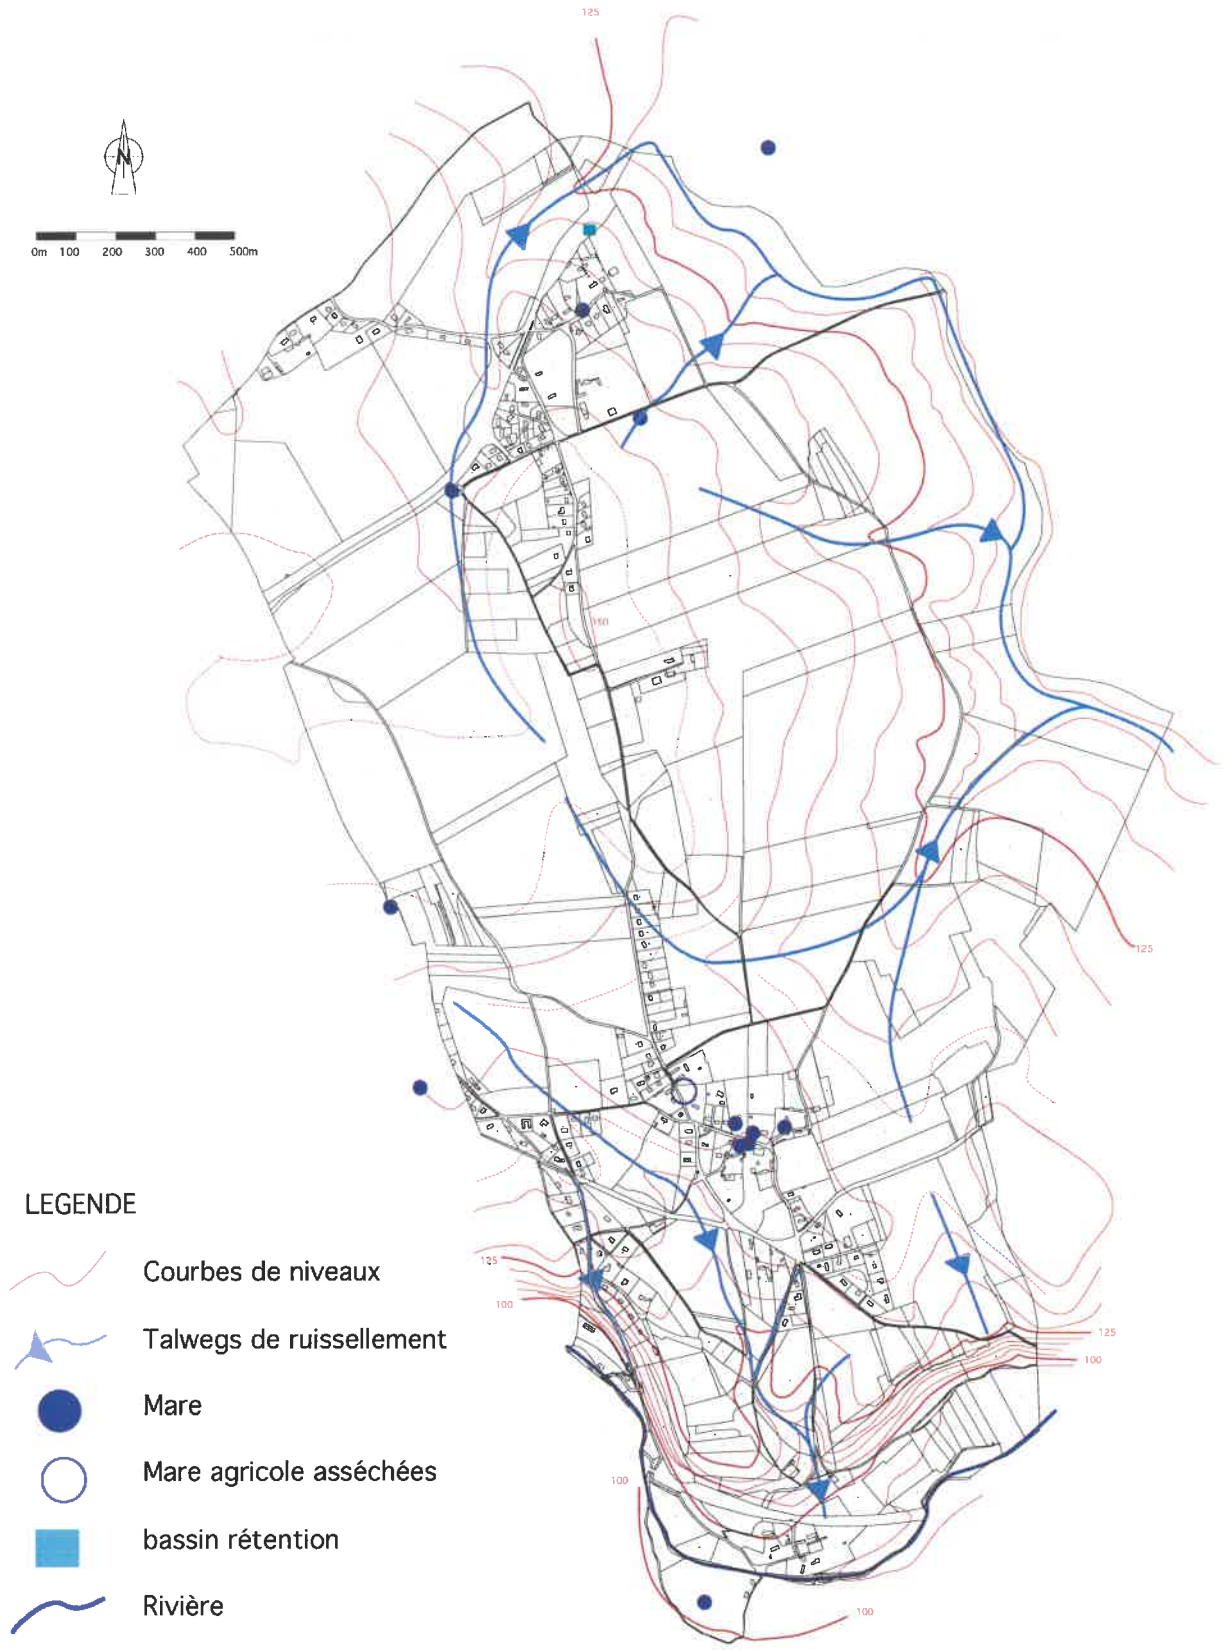 125
N
0m 100 200 300 400 500m
160
125
LEGENDE
Courbes de niveaux
Talwegs de ruissellement
Mare
Mare agricole asséchées
bassin rétention
Rivière
125
100
125
100
100
100